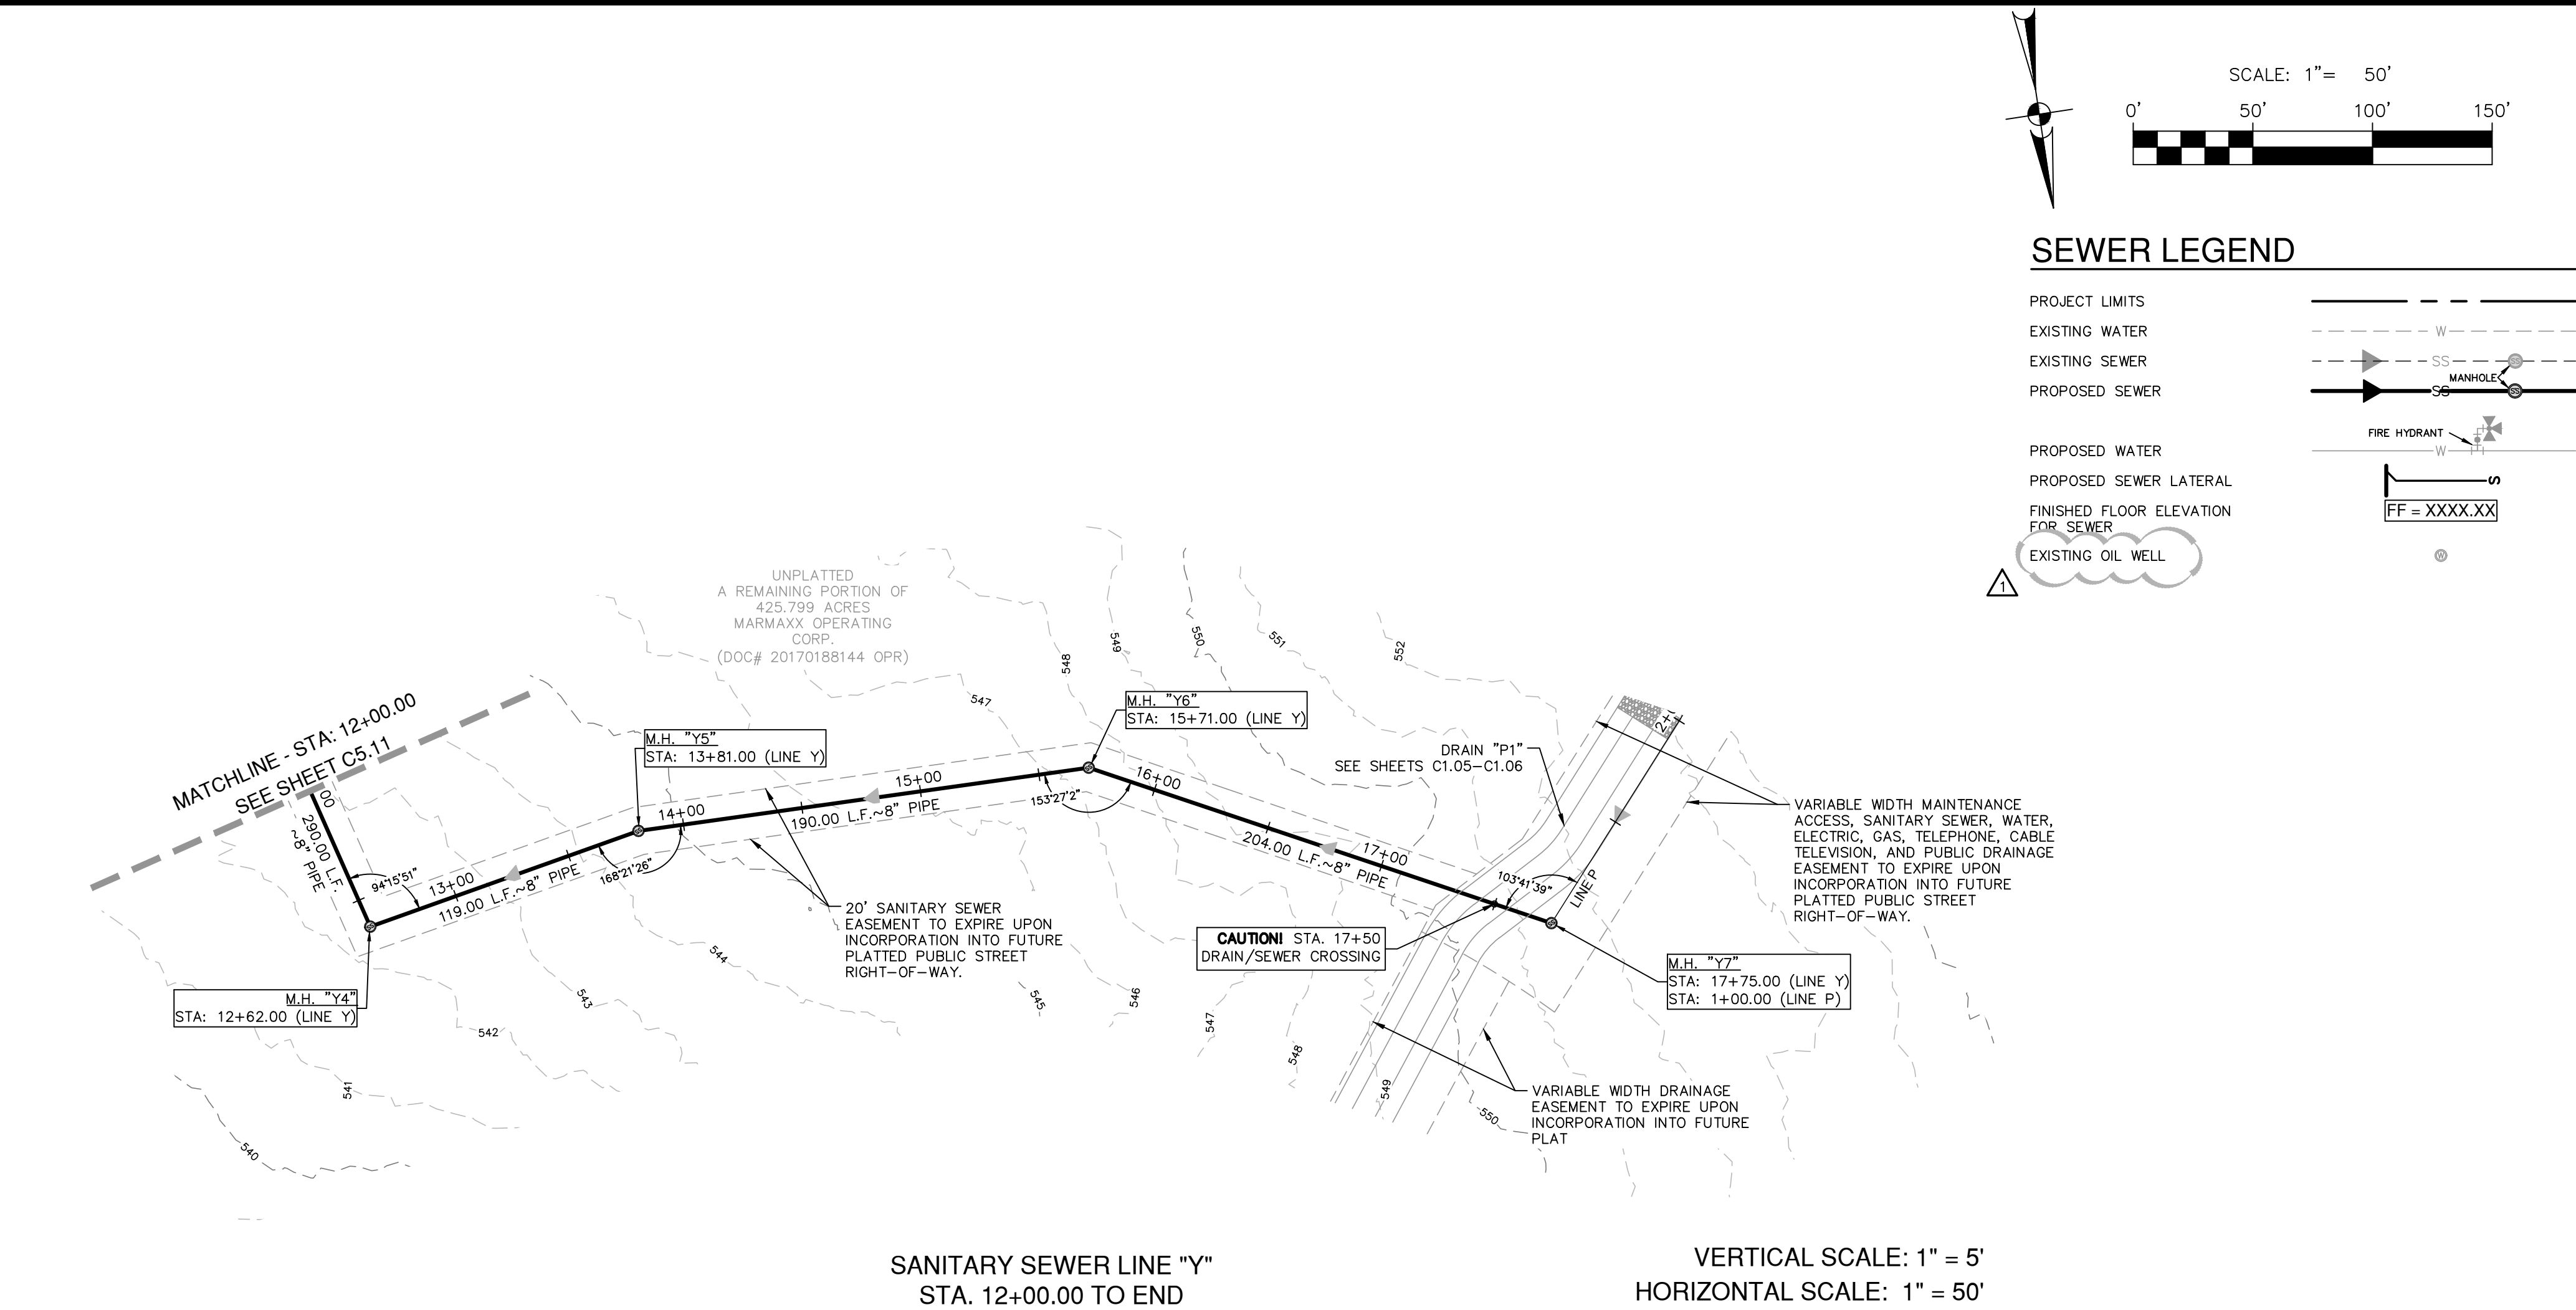 SCALE: 1"= 50'
0' 50' 100' 150'
SEWER LEGEND
PROJECT LIMITS
EXISTING WATER
W
EXISTING SEWER
SS
SS
MANHOLE
PROPOSED SEWER
SS
SS
FIRE HYDRANT
PROPOSED WATER
W
PROPOSED SEWER LATERAL
S
FINISHED FLOOR ELEVATION
FOR SEWER
FF = XXXX.XX
EXISTING OIL WELL
W
1
UNPLATTED
A REMAINING PORTION OF
425.799 ACRES
MARMAXX OPERATING
CORP.
(DOC# 20170188144 OPR)
MATCHLINE - STA: 12+00.00
SEE SHEET C5.11
00
290.00 L.F.
~8" PIPE
94°15'51"
13+00
119.00 L.F.~8" PIPE
M.H. "Y4"
STA: 12+62.00 (LINE Y)
M.H. "Y5"
STA: 13+81.00 (LINE Y)
168°21'26"
14+00
15+00
190.00 L.F.~8" PIPE
M.H. "Y6"
STA: 15+71.00 (LINE Y)
153°27'2"
16+00
204.00 L.F.~8" PIPE
17+00
20' SANITARY SEWER
EASEMENT TO EXPIRE UPON
INCORPORATION INTO FUTURE
PLATTED PUBLIC STREET
RIGHT-OF-WAY.
DRAIN "P1"
SEE SHEETS C1.05-C1.06
103°41'39"
LINE P
2+
CAUTION! STA. 17+50
DRAIN/SEWER CROSSING
M.H. "Y7"
STA: 17+75.00 (LINE Y)
STA: 1+00.00 (LINE P)
VARIABLE WIDTH MAINTENANCE
ACCESS, SANITARY SEWER, WATER,
ELECTRIC, GAS, TELEPHONE, CABLE
TELEVISION, AND PUBLIC DRAINAGE
EASEMENT TO EXPIRE UPON
INCORPORATION INTO FUTURE
PLATTED PUBLIC STREET
RIGHT-OF-WAY.
VARIABLE WIDTH DRAINAGE
EASEMENT TO EXPIRE UPON
INCORPORATION INTO FUTURE
PLAT
547
548
549
550
551
552
540
541
542
543
544
545
546
547
548
549
550
SANITARY SEWER LINE "Y"
STA. 12+00.00 TO END
VERTICAL SCALE: 1" = 5'
HORIZONTAL SCALE: 1" = 50'